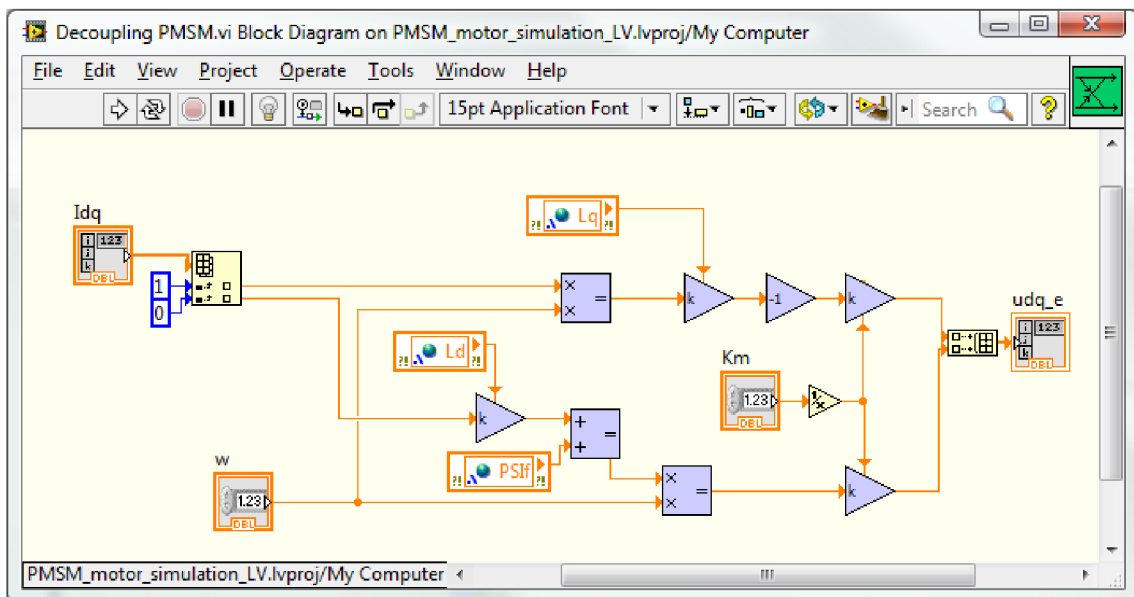 Decoupling PMSM.vi Block Diagram on PMSM_motor_simulation_LV.lvproj/My Computer
File Edit View Project Operate Tools Window Help
15pt Application Font
Search
?
Idq
i 123
j
k
DBL
1
0
?! Lq ?!
×
×
=
k
-1
k
udq_e
i 123
j
k
DBL
?! Ld ?!
k
+
+
=
Km
1.23
DBL
1/x
?! PSIf ?!
w
1.23
DBL
×
×
=
k
PMSM_motor_simulation_LV.lvproj/My Computer